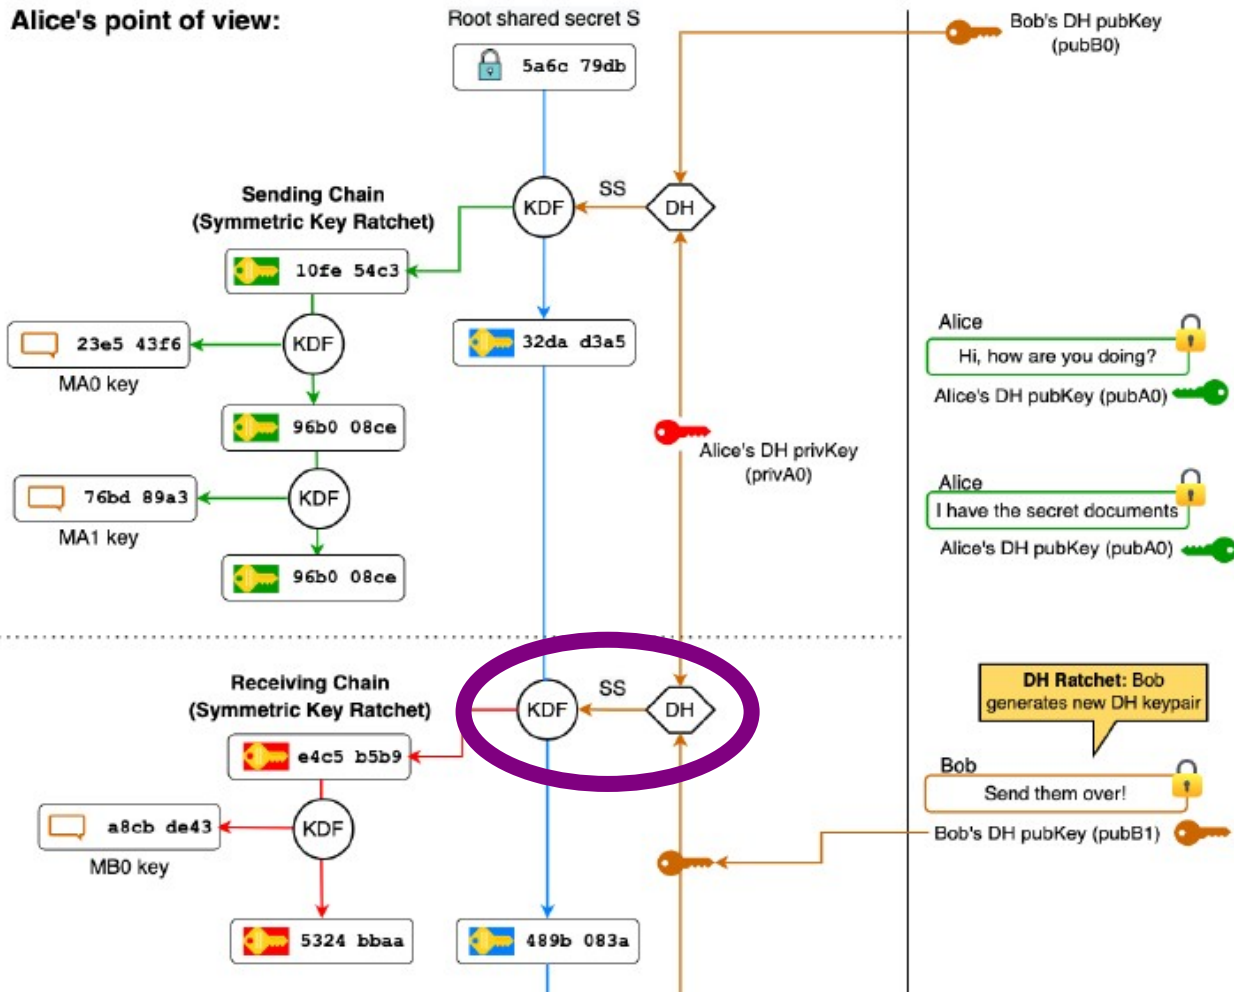 Alice's point of view:
Root shared secret S
5a6c 79db
Bob's DH pubKey
(pubB0)
Sending Chain
(Symmetric Key Ratchet)
KDF
SS
DH
10fe 54c3
KDF
23e5 43f6
MA0 key
32da d3a5
Alice
Hi, how are you doing?
Alice's DH pubKey (pubA0)
96b0 08ce
Alice's DH privKey
(privA0)
KDF
76bd 89a3
MA1 key
Alice
I have the secret documents
Alice's DH pubKey (pubA0)
96b0 08ce
Receiving Chain
(Symmetric Key Ratchet)
KDF
SS
DH
DH Ratchet: Bob
generates new DH keypair
e4c5 b5b9
Bob
Send them over!
Bob's DH pubKey (pubB1)
KDF
a8cb de43
MB0 key
5324 bbaa
489b 083a